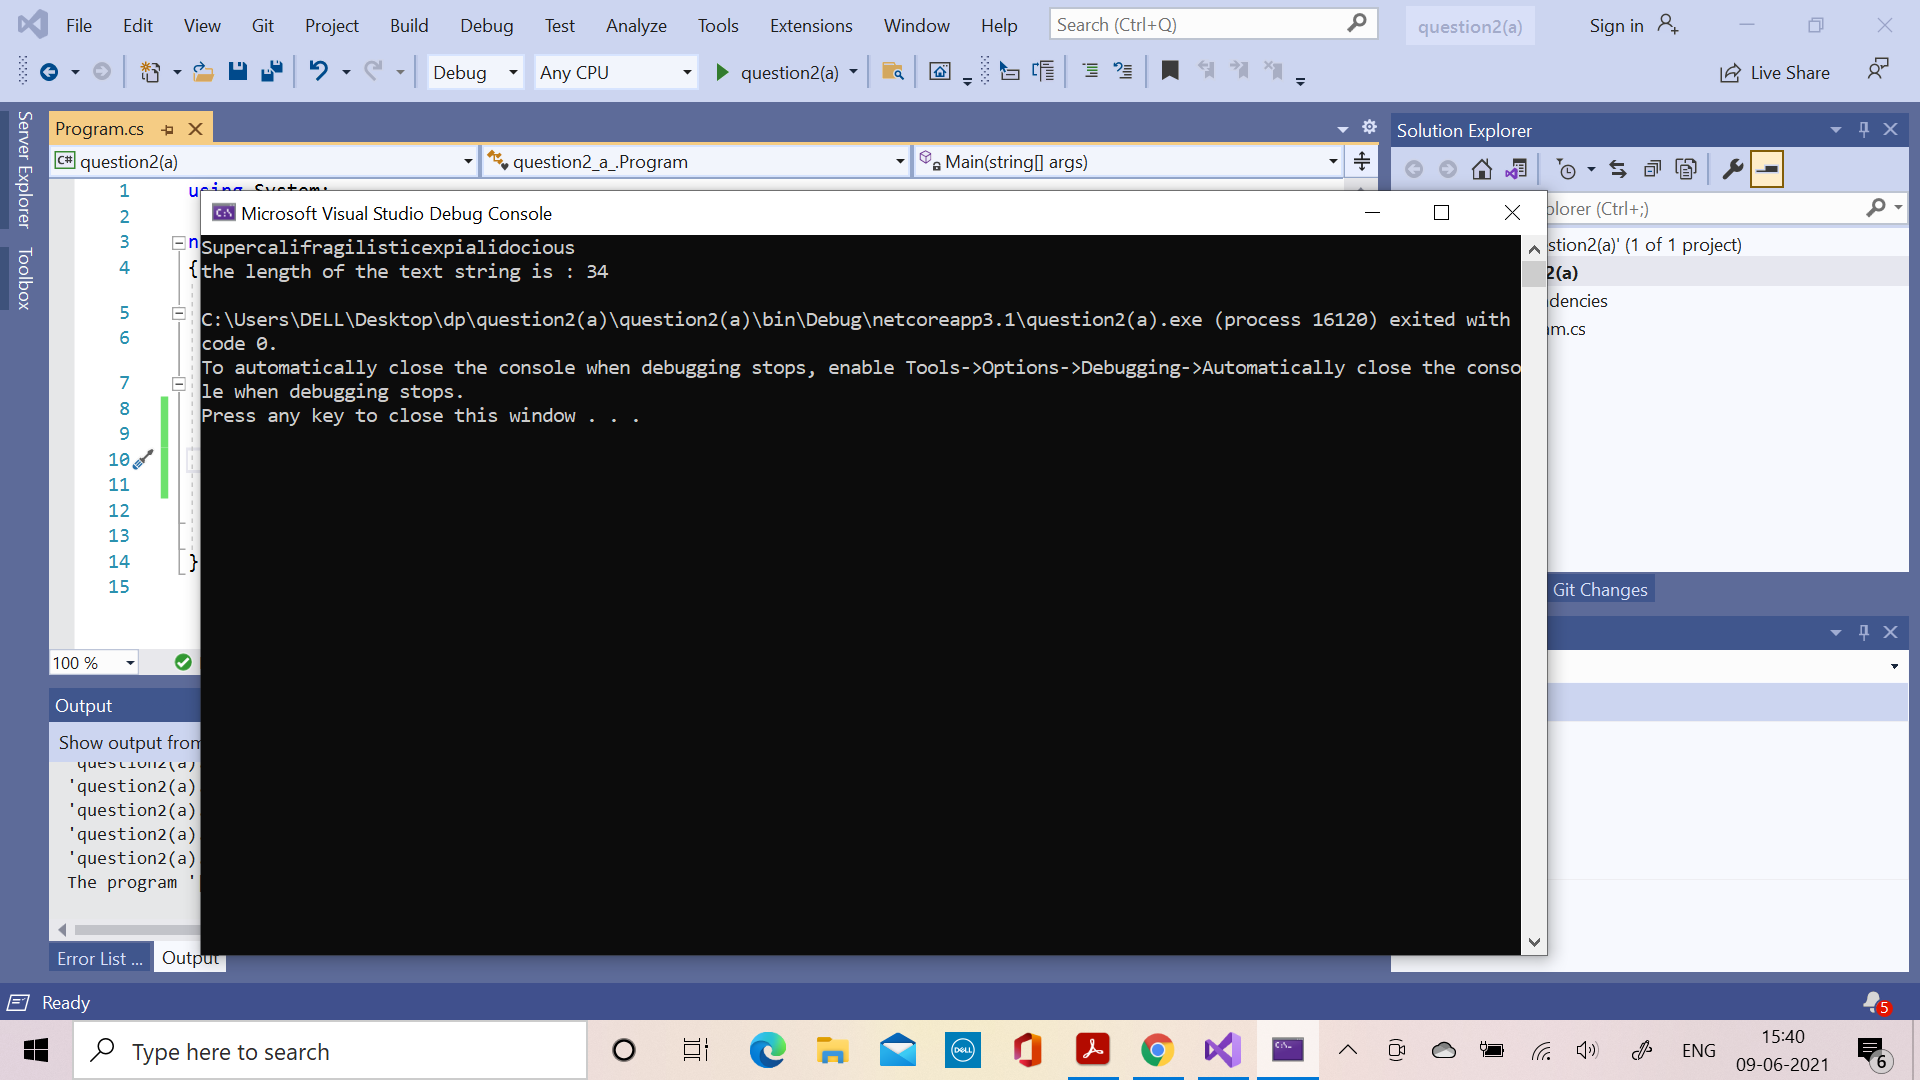 File Edit View Git Project Build Debug Test Analyze Tools Extensions Window Help Search (Ctrl+Q) question2(a) Sign in
Debug Any CPU question2(a) Live Share
Server Explorer
Toolbox
Program.cs
C# question2(a) question2_a_.Program Main(string[] args)
1
2
3
4 {
5
6
7
8
9
10
11
12
13
14 }
15
Microsoft Visual Studio Debug Console
Supercalifragilisticexpialidocious
the length of the text string is : 34
C:\Users\DELL\Desktop\dp\question2(a)\question2(a)\bin\Debug\netcoreapp3.1\question2(a).exe (process 16120) exited with
code 0.
To automatically close the console when debugging stops, enable Tools->Options->Debugging->Automatically close the conso
le when debugging stops.
Press any key to close this window . . .
100 %
Output
Show output from
'question2(a)
'question2(a)
'question2(a)
'question2(a)
'question2(a)
The program '
Error List ... Output
Solution Explorer
plorer (Ctrl+;)
stion2(a)' (1 of 1 project)
2(a)
dencies
am.cs
Git Changes
Ready
5
Type here to search
DELL
ENG
15:40
09-06-2021
6